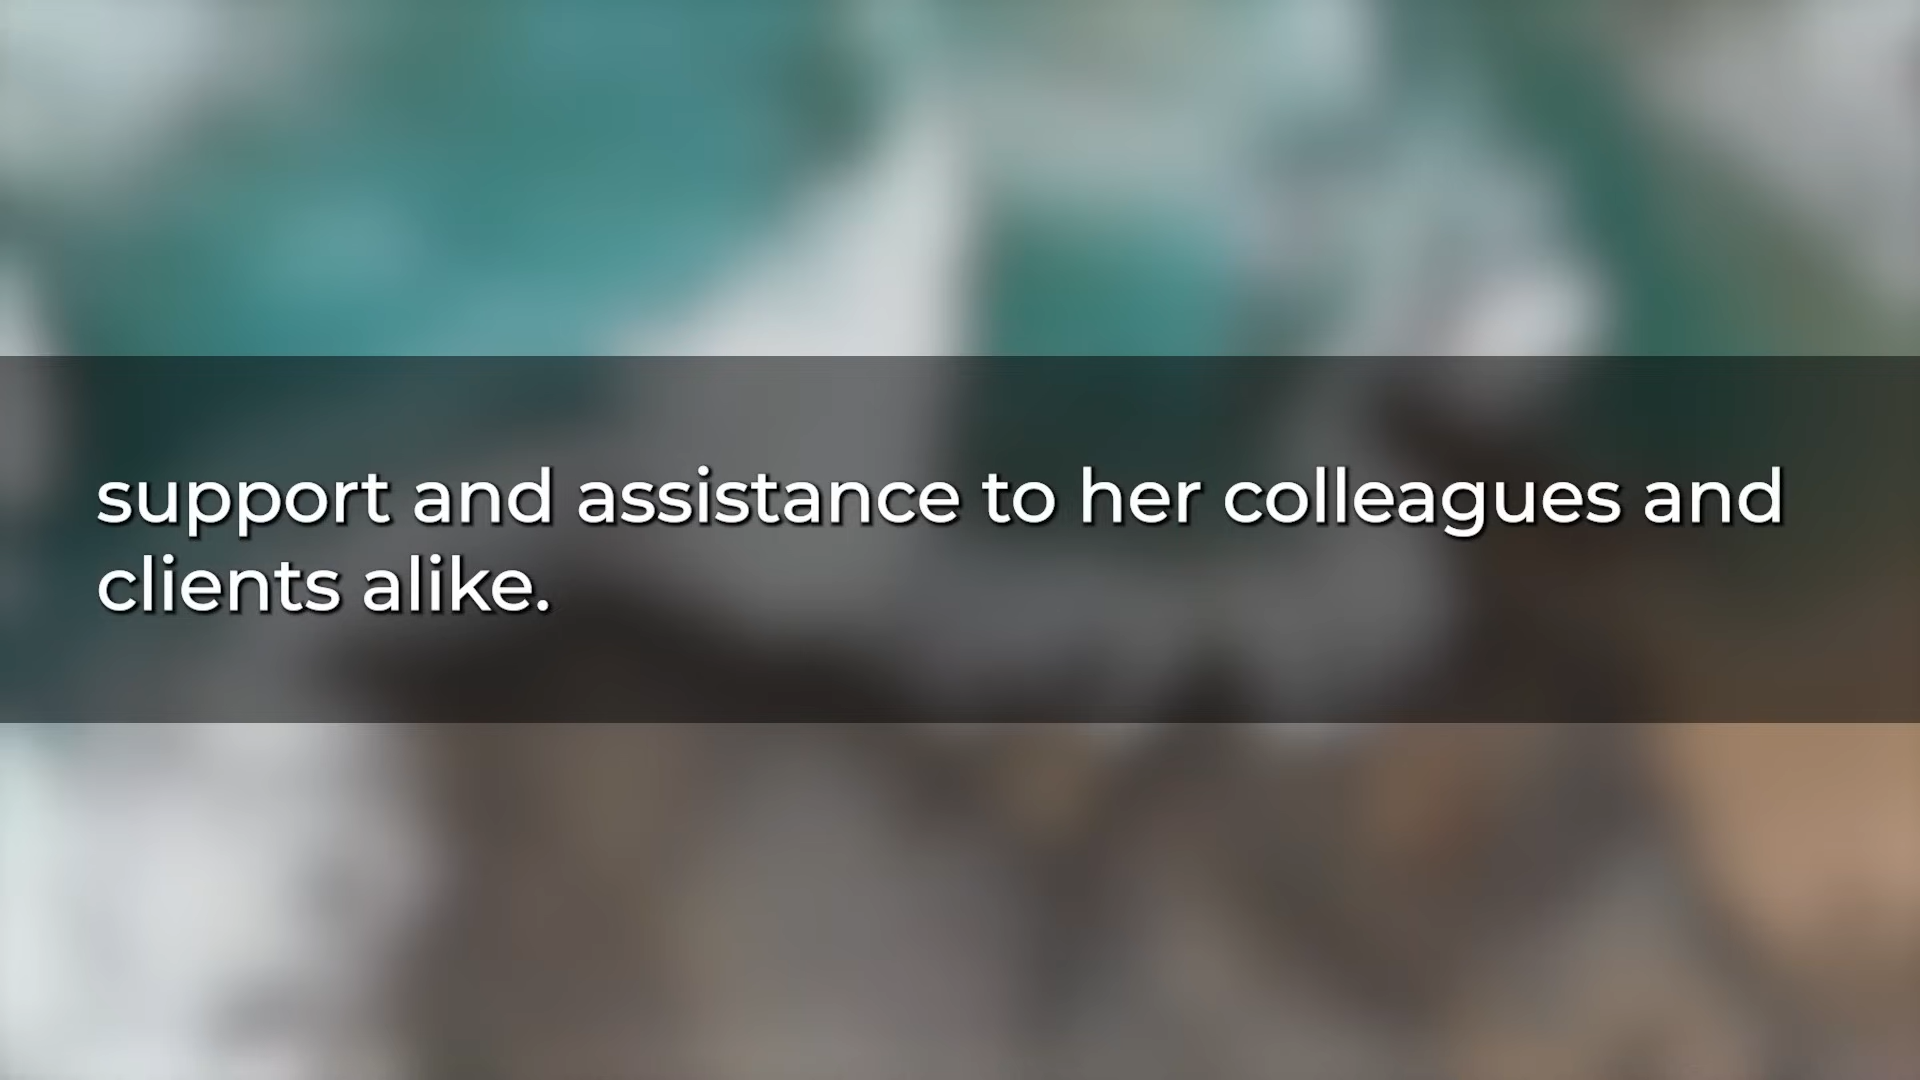 support and assistance to her colleagues and
clients alike.